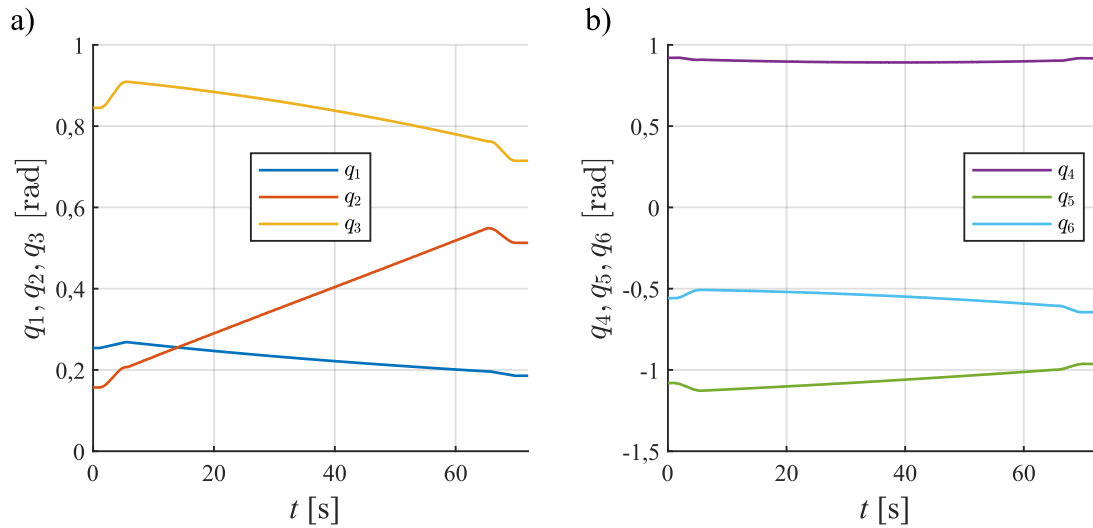 a)
1
0,8
0,6
0,4
0,2
0
0
20
40
60
t [s]
q₁, q₂, q₃ [rad]
q₁
q₂
q₃
b)
1
0,5
0
-0,5
-1
-1,5
0
20
40
60
t [s]
q₄, q₅, q₆ [rad]
q₄
q₅
q₆